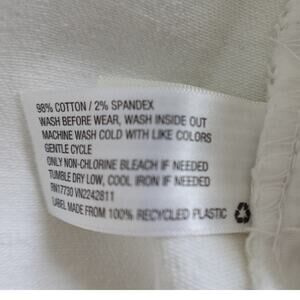 98% COTTON / 2% SPANDEX
WASH BEFORE WEAR, WASH INSIDE OUT
MACHINE WASH COLD WITH LIKE COLORS
GENTLE CYCLE
ONLY NON-CHLORINE BLEACH IF NEEDED
TUMBLE DRY LOW, COOL IRON IF NEEDED
RN17730 VN2242811
LABEL MADE FROM 100% RECYCLED PLASTIC